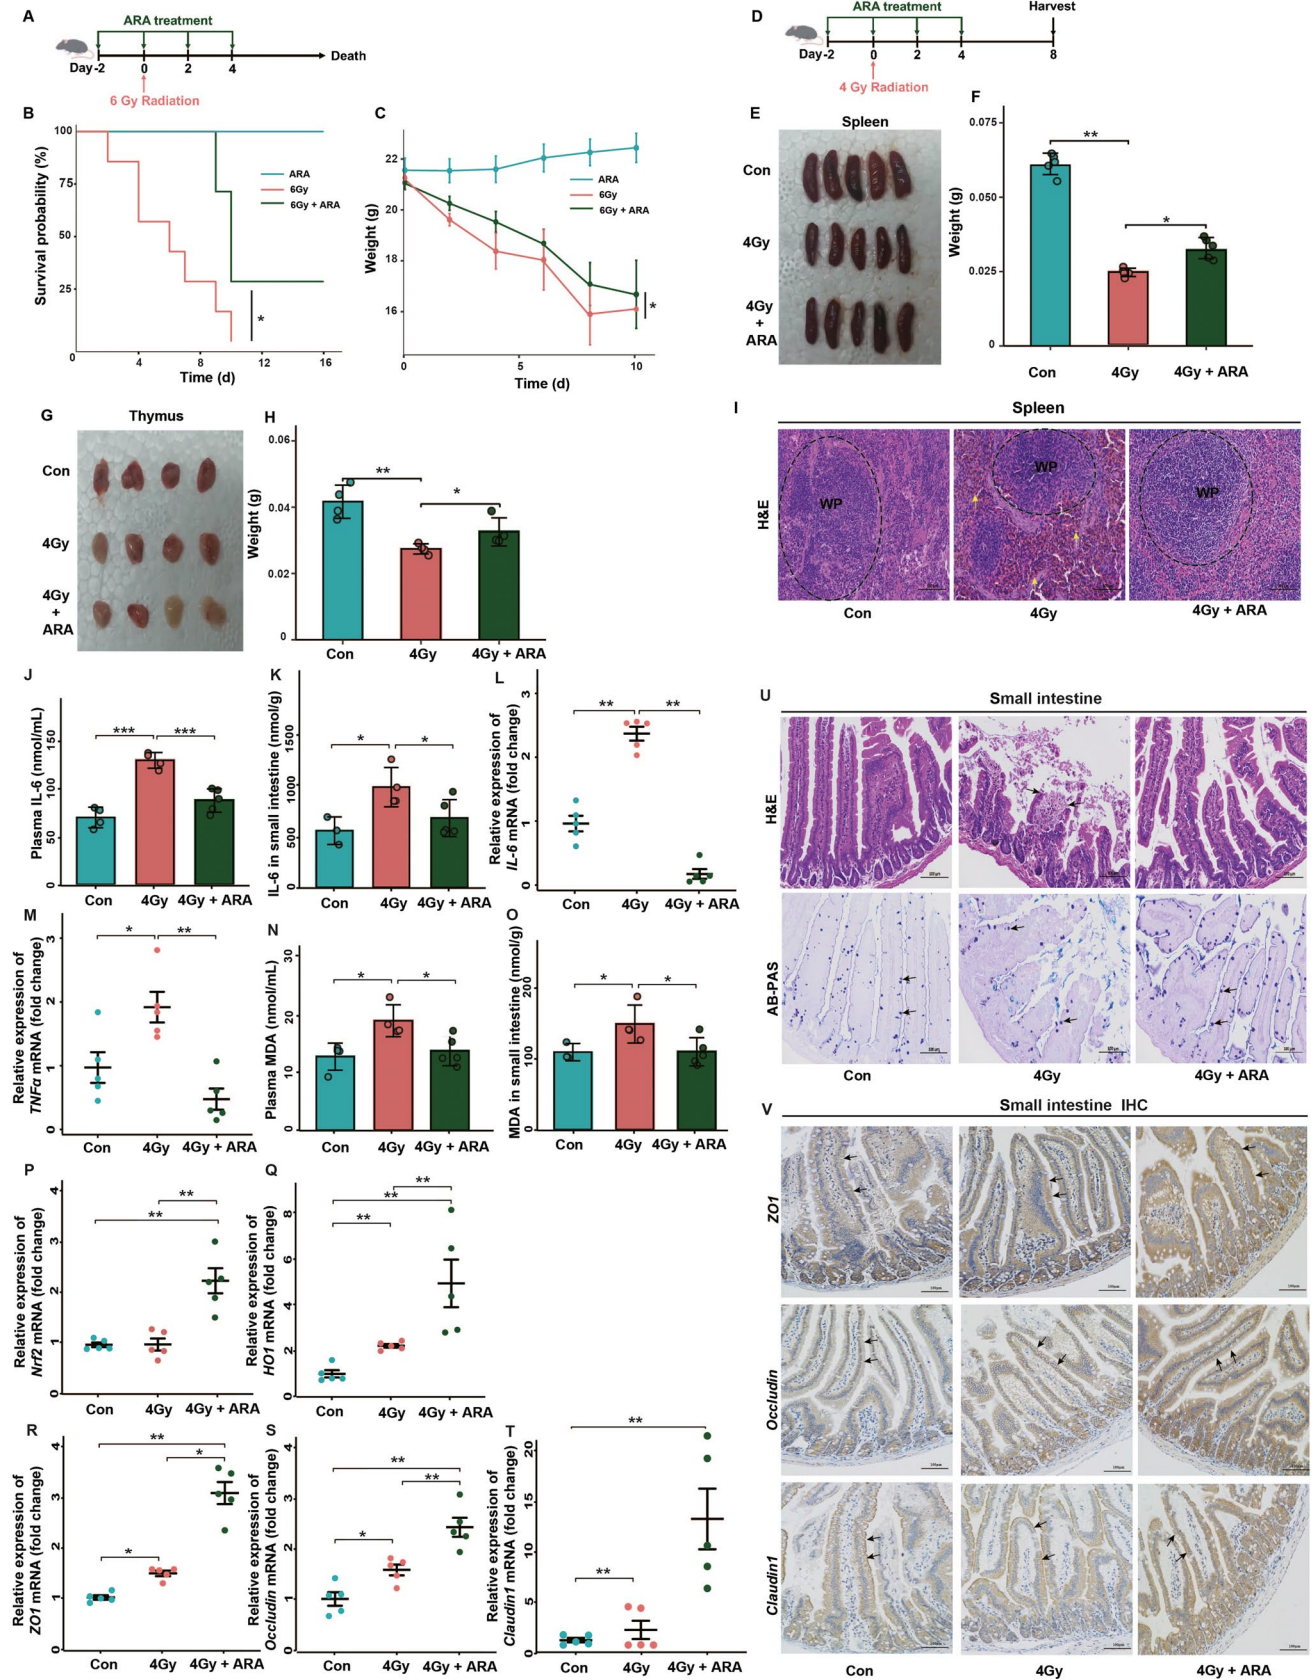 A
ARA treatment
Day -2 0 2 4
Death
6 Gy Radiation
B
Survival probability (%)
100
75
50
25
0 4 8 12 16
Time (d)
ARA
6Gy
6Gy + ARA
*
C
Weight (g)
22
20
18
16
0 5 10
Time (d)
ARA
6Gy
6Gy + ARA
*
D
ARA treatment
Harvest
Day -2 0 2 4 8
4 Gy Radiation
E
Spleen
Con
4Gy
4Gy
+
ARA
F
Weight (g)
0.075
0.050
0.025
0
**
*
Con 4Gy 4Gy + ARA
G
Thymus
Con
4Gy
4Gy
+
ARA
H
Weight (g)
0.06
0.04
0.02
0
**
*
Con 4Gy 4Gy + ARA
I
Spleen
H&E
WP
WP
WP
Con 4Gy 4Gy + ARA
J
Plasma IL-6 (nmol/mL)
150
100
50
0
*** ***
Con 4Gy 4Gy + ARA
K
IL-6 in small intestine (nmol/g)
1500
1000
500
0
* *
Con 4Gy 4Gy + ARA
L
Relative expression of
IL-6 mRNA (fold change)
3
2
1
0
** **
Con 4Gy 4Gy + ARA
M
Relative expression of
TNFα mRNA (fold change)
3
2
1
0
* **
Con 4Gy 4Gy + ARA
N
Plasma MDA (nmol/mL)
30
20
10
0
* *
Con 4Gy 4Gy + ARA
O
MDA in small intestine (nmol/g)
200
100
0
* *
Con 4Gy 4Gy + ARA
P
Relative expression of
Nrf2 mRNA (fold change)
4
3
2
1
0
**
**
Con 4Gy 4Gy + ARA
Q
Relative expression of
HO1 mRNA (fold change)
8
6
4
2
0
**
**
**
Con 4Gy 4Gy + ARA
R
Relative expression of
ZO1 mRNA (fold change)
4
3
2
1
0
**
*
*
Con 4Gy 4Gy + ARA
S
Relative expression of
Occludin mRNA (fold change)
4
3
2
1
0
**
**
*
Con 4Gy 4Gy + ARA
T
Relative expression of
Claudin1 mRNA (fold change)
20
15
10
5
0
**
**
Con 4Gy 4Gy + ARA
U
Small intestine
H&E
100 μm
AB-PAS
100 μm
Con 4Gy 4Gy + ARA
V
Small intestine IHC
ZO1
100μm 100μm 100μm
Occludin
100μm 100μm 100μm
Claudin1
100μm 100μm 100μm
Con 4Gy 4Gy + ARA